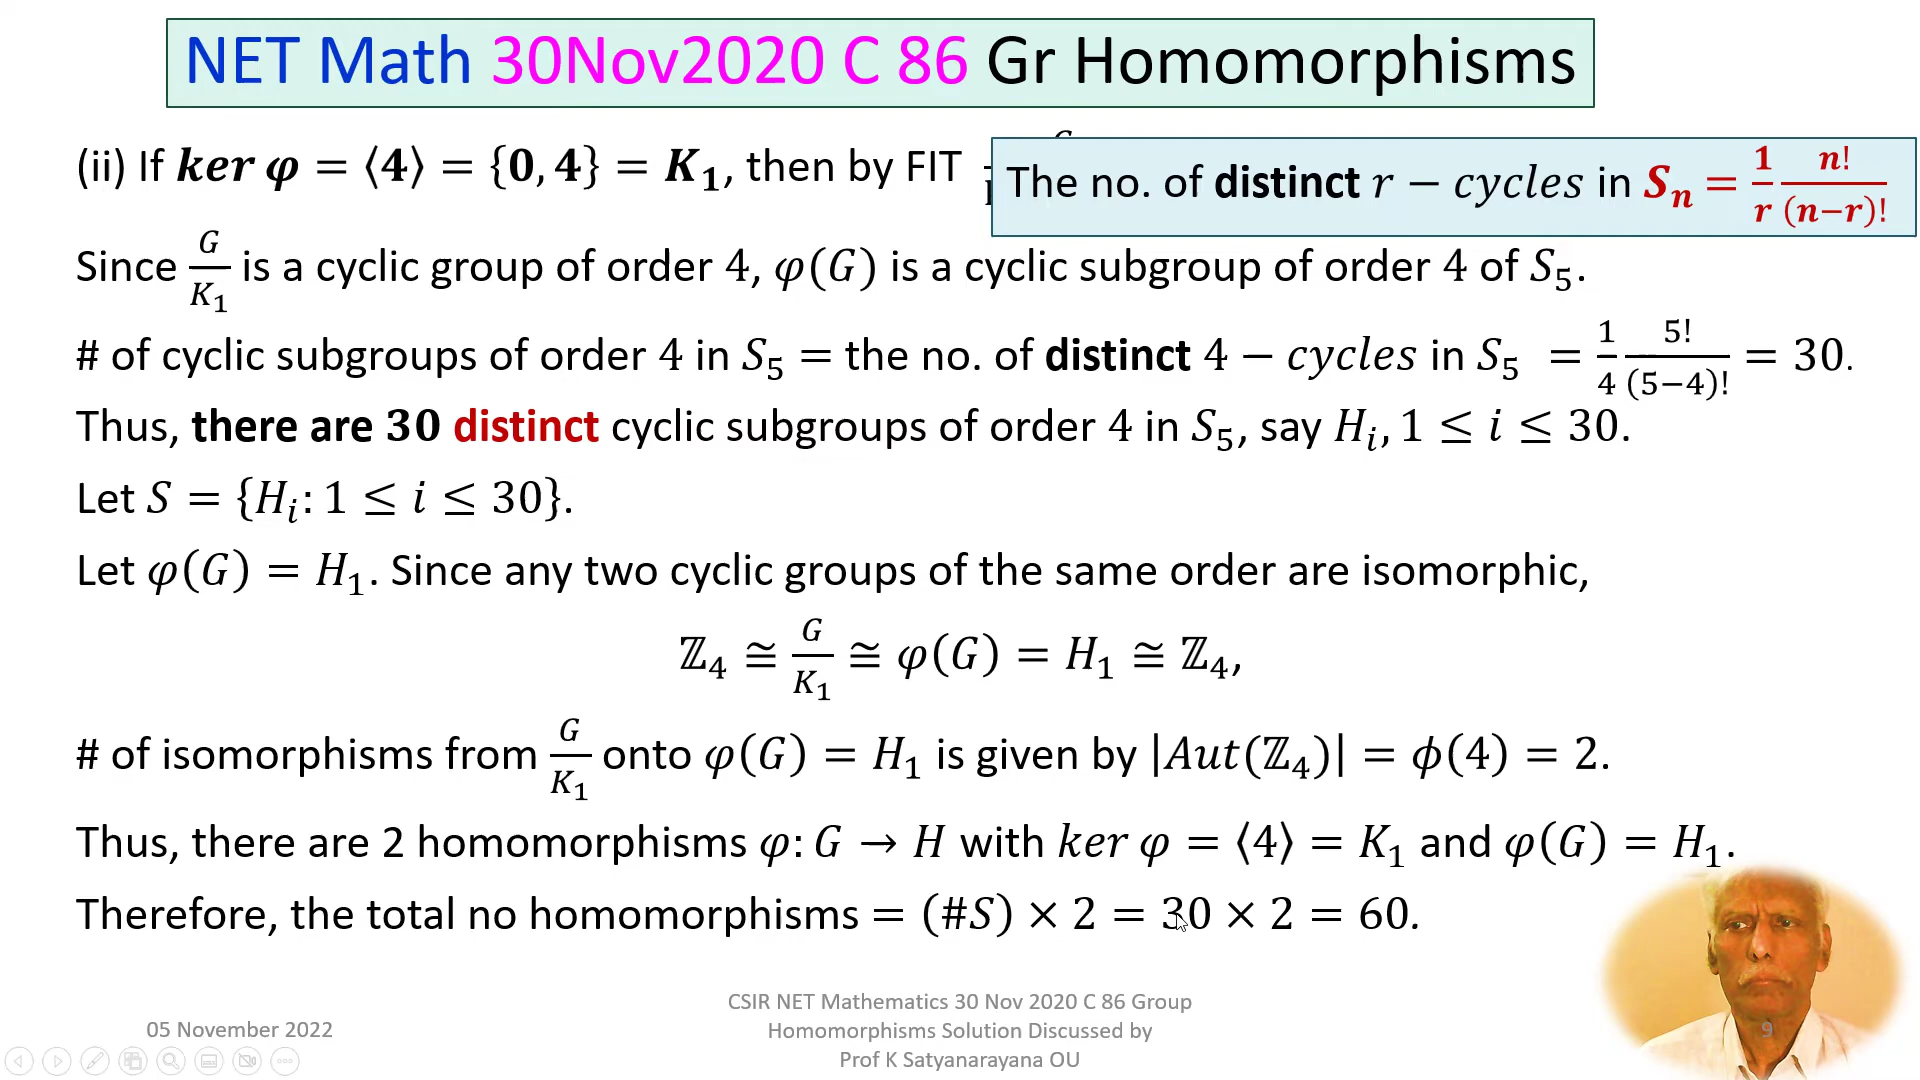 NET Math 30Nov2020 C 86 Gr Homomorphisms
(ii) If ker φ = ⟨4⟩ = {0, 4} = K₁, then by FIT
The no. of distinct r − cycles in Sₙ = 1/r n!/(n−r)!
Since G/K₁ is a cyclic group of order 4, φ(G) is a cyclic subgroup of order 4 of S₅.
# of cyclic subgroups of order 4 in S₅ = the no. of distinct 4 − cycles in S₅ = 1/4 5!/(5−4)! = 30.
Thus, there are 30 distinct cyclic subgroups of order 4 in S₅, say Hᵢ, 1 ≤ i ≤ 30.
Let S = {Hᵢ: 1 ≤ i ≤ 30}.
Let φ(G) = H₁. Since any two cyclic groups of the same order are isomorphic,
ℤ₄ ≅ G/K₁ ≅ φ(G) = H₁ ≅ ℤ₄,
# of isomorphisms from G/K₁ onto φ(G) = H₁ is given by |Aut(ℤ₄)| = ϕ(4) = 2.
Thus, there are 2 homomorphisms φ: G → H with ker φ = ⟨4⟩ = K₁ and φ(G) = H₁.
Therefore, the total no homomorphisms = (#S) × 2 = 30 × 2 = 60.
05 November 2022
CSIR NET Mathematics 30 Nov 2020 C 86 Group
Homomorphisms Solution Discussed by
Prof K Satyanarayana OU
9